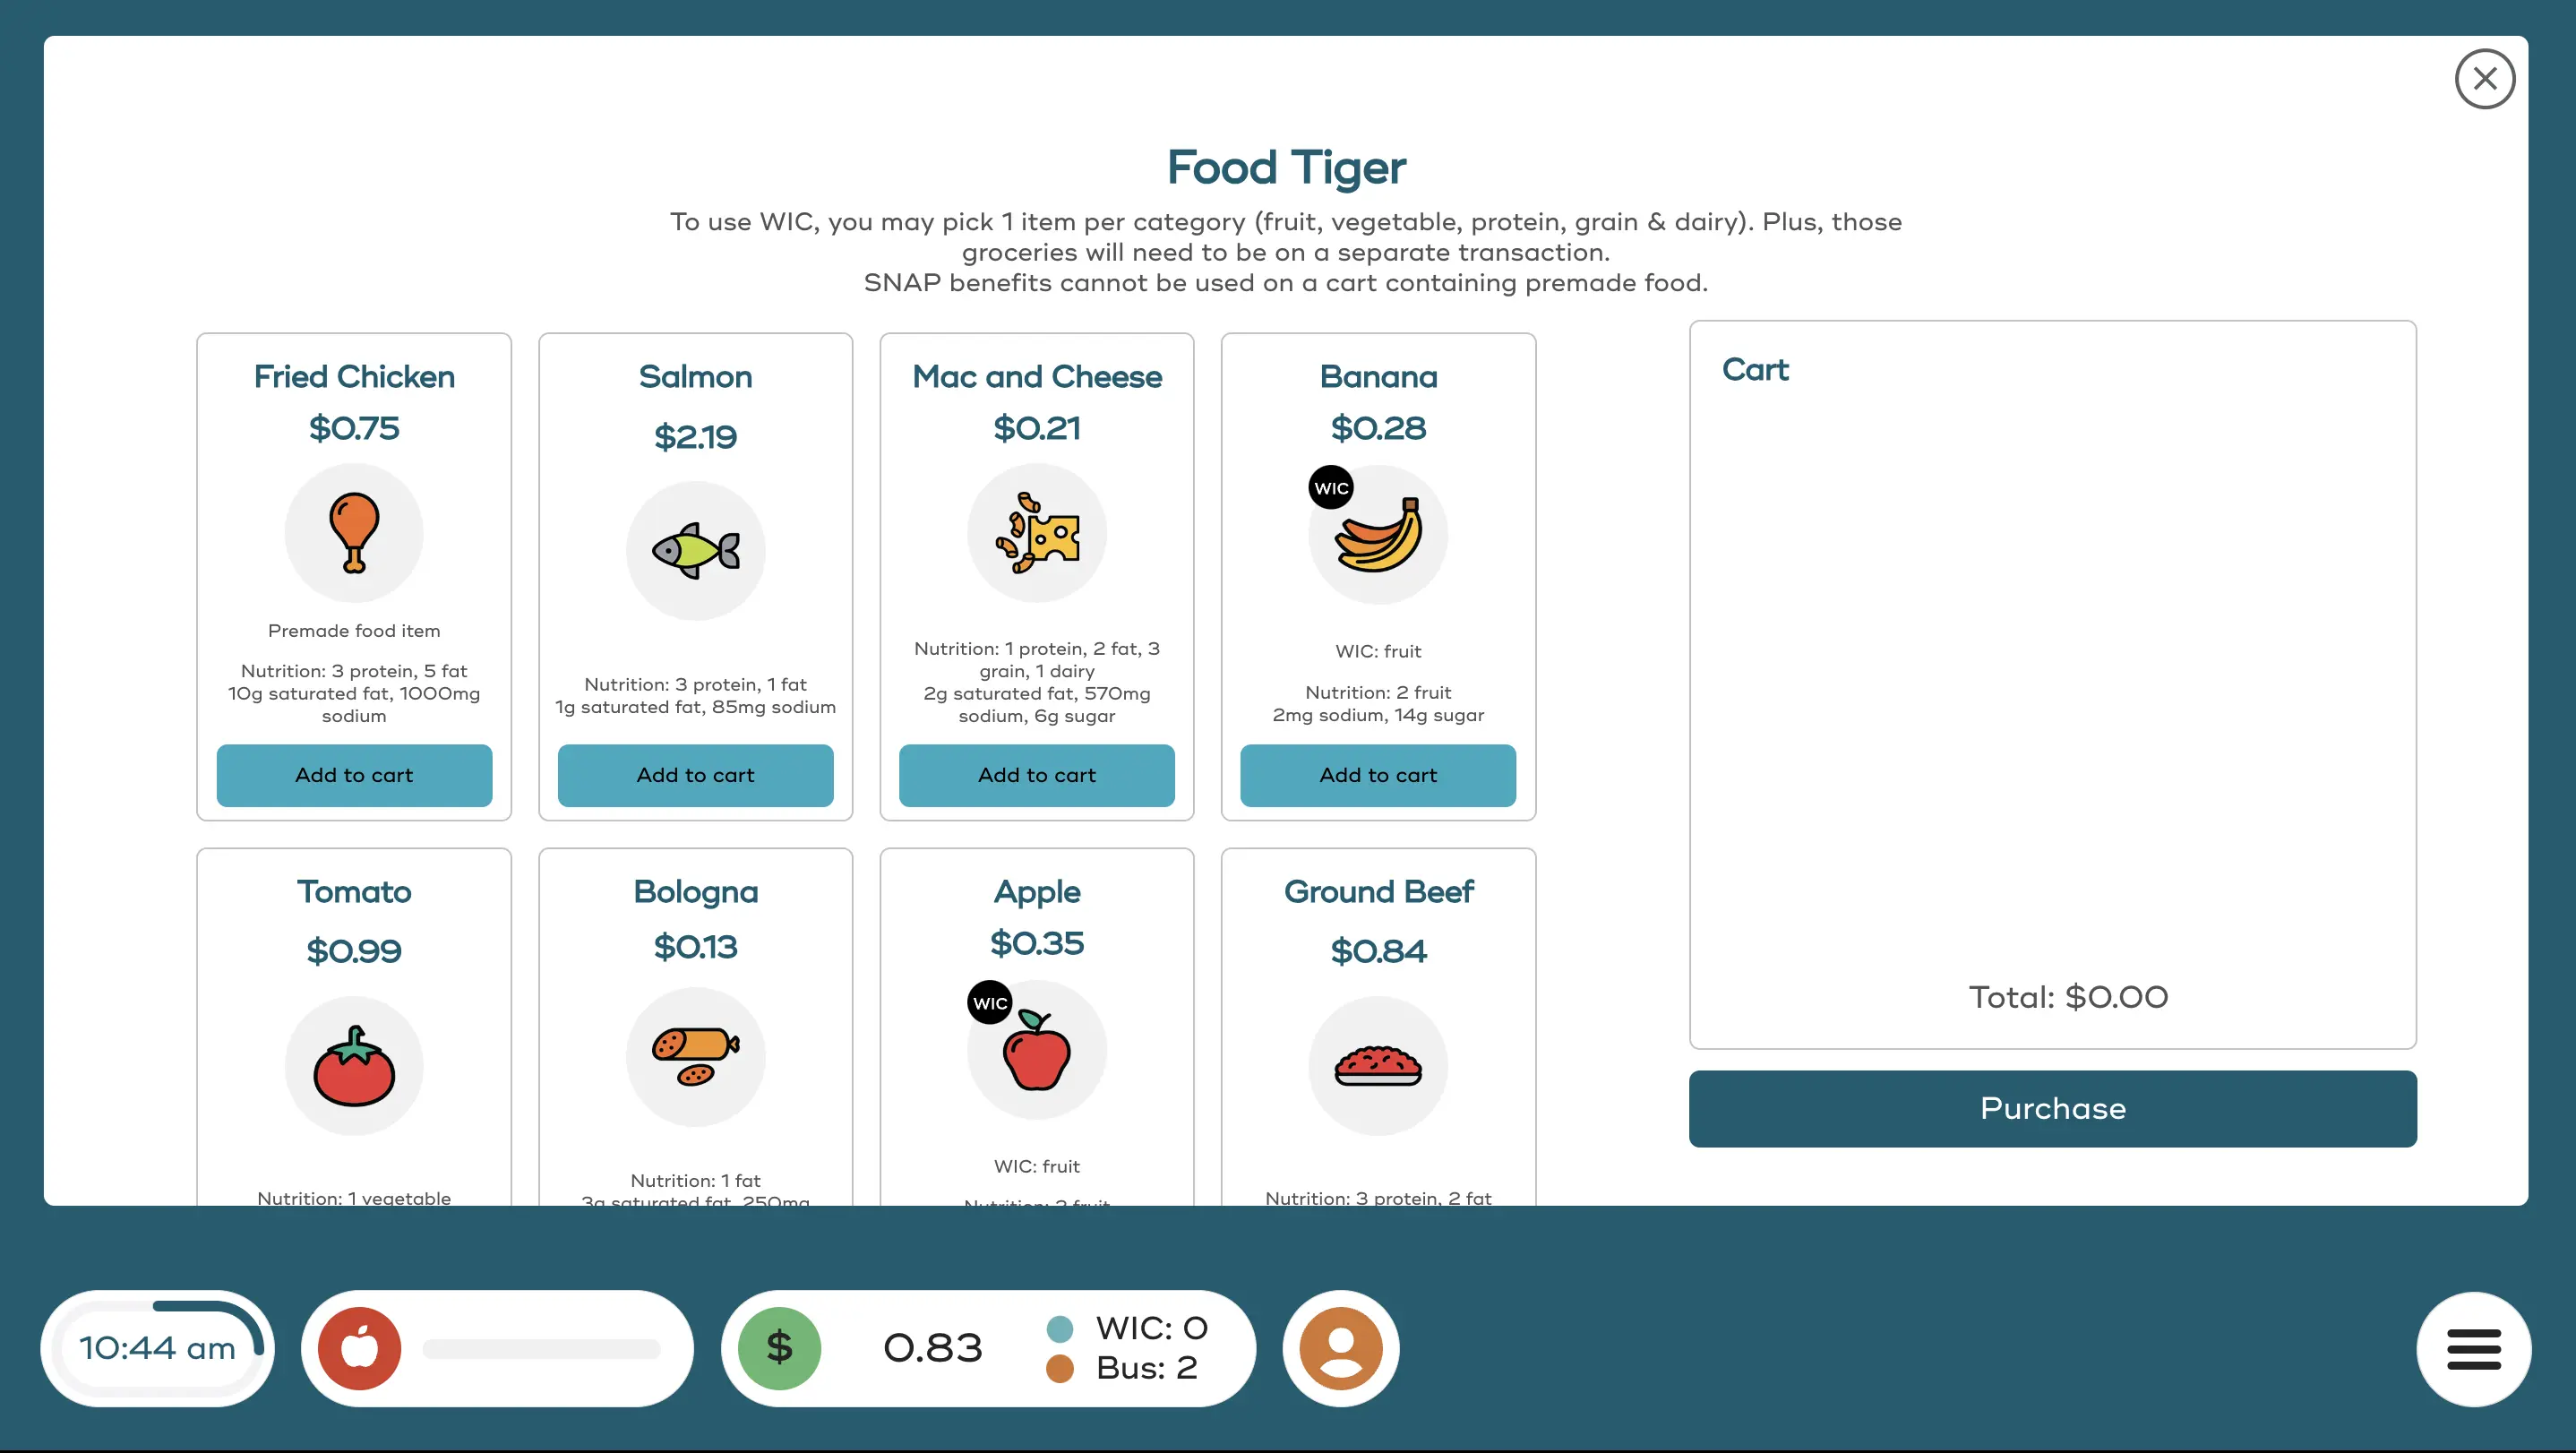 Food Tiger
To use WIC, you may pick 1 item per category (fruit, vegetable, protein, grain & dairy). Plus, those
groceries will need to be on a separate transaction.
SNAP benefits cannot be used on a cart containing premade food.
Fried Chicken
$0.75
Premade food item
Nutrition: 3 protein, 5 fat
10g saturated fat, 1000mg
sodium
Add to cart
Salmon
$2.19
Nutrition: 3 protein, 1 fat
1g saturated fat, 85mg sodium
Add to cart
Mac and Cheese
$0.21
Nutrition: 1 protein, 2 fat, 3
grain, 1 dairy
2g saturated fat, 570mg
sodium, 6g sugar
Add to cart
Banana
$0.28
WIC
WIC: fruit
Nutrition: 2 fruit
2mg sodium, 14g sugar
Add to cart
Cart
Total: $0.00
Purchase
Tomato
$0.99
Nutrition: 1 vegetable
Bologna
$0.13
Nutrition: 1 fat
3g saturated fat, 250mg
Apple
$0.35
WIC
WIC: fruit
Nutrition: 2 fruit
Ground Beef
$0.84
Nutrition: 3 protein, 2 fat
10:44 am
$
0.83
WIC: 0
Bus: 2